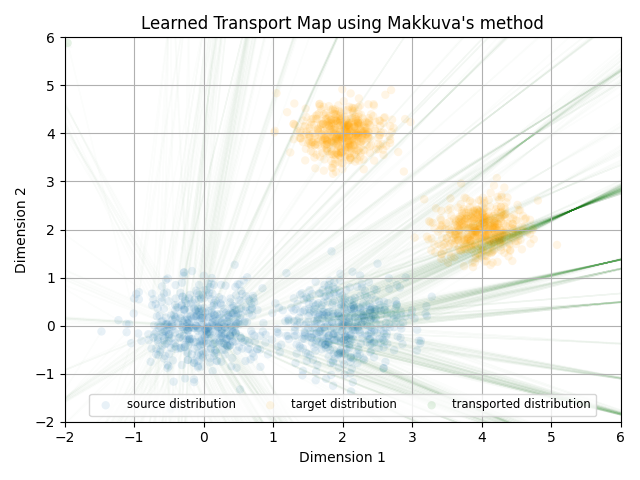 Learned Transport Map using Makkuva's method
6
5
4
3
2
1
0
−1
−2
Dimension 2
source distribution target distribution transported distribution
−2 −1 0 1 2 3 4 5 6
Dimension 1